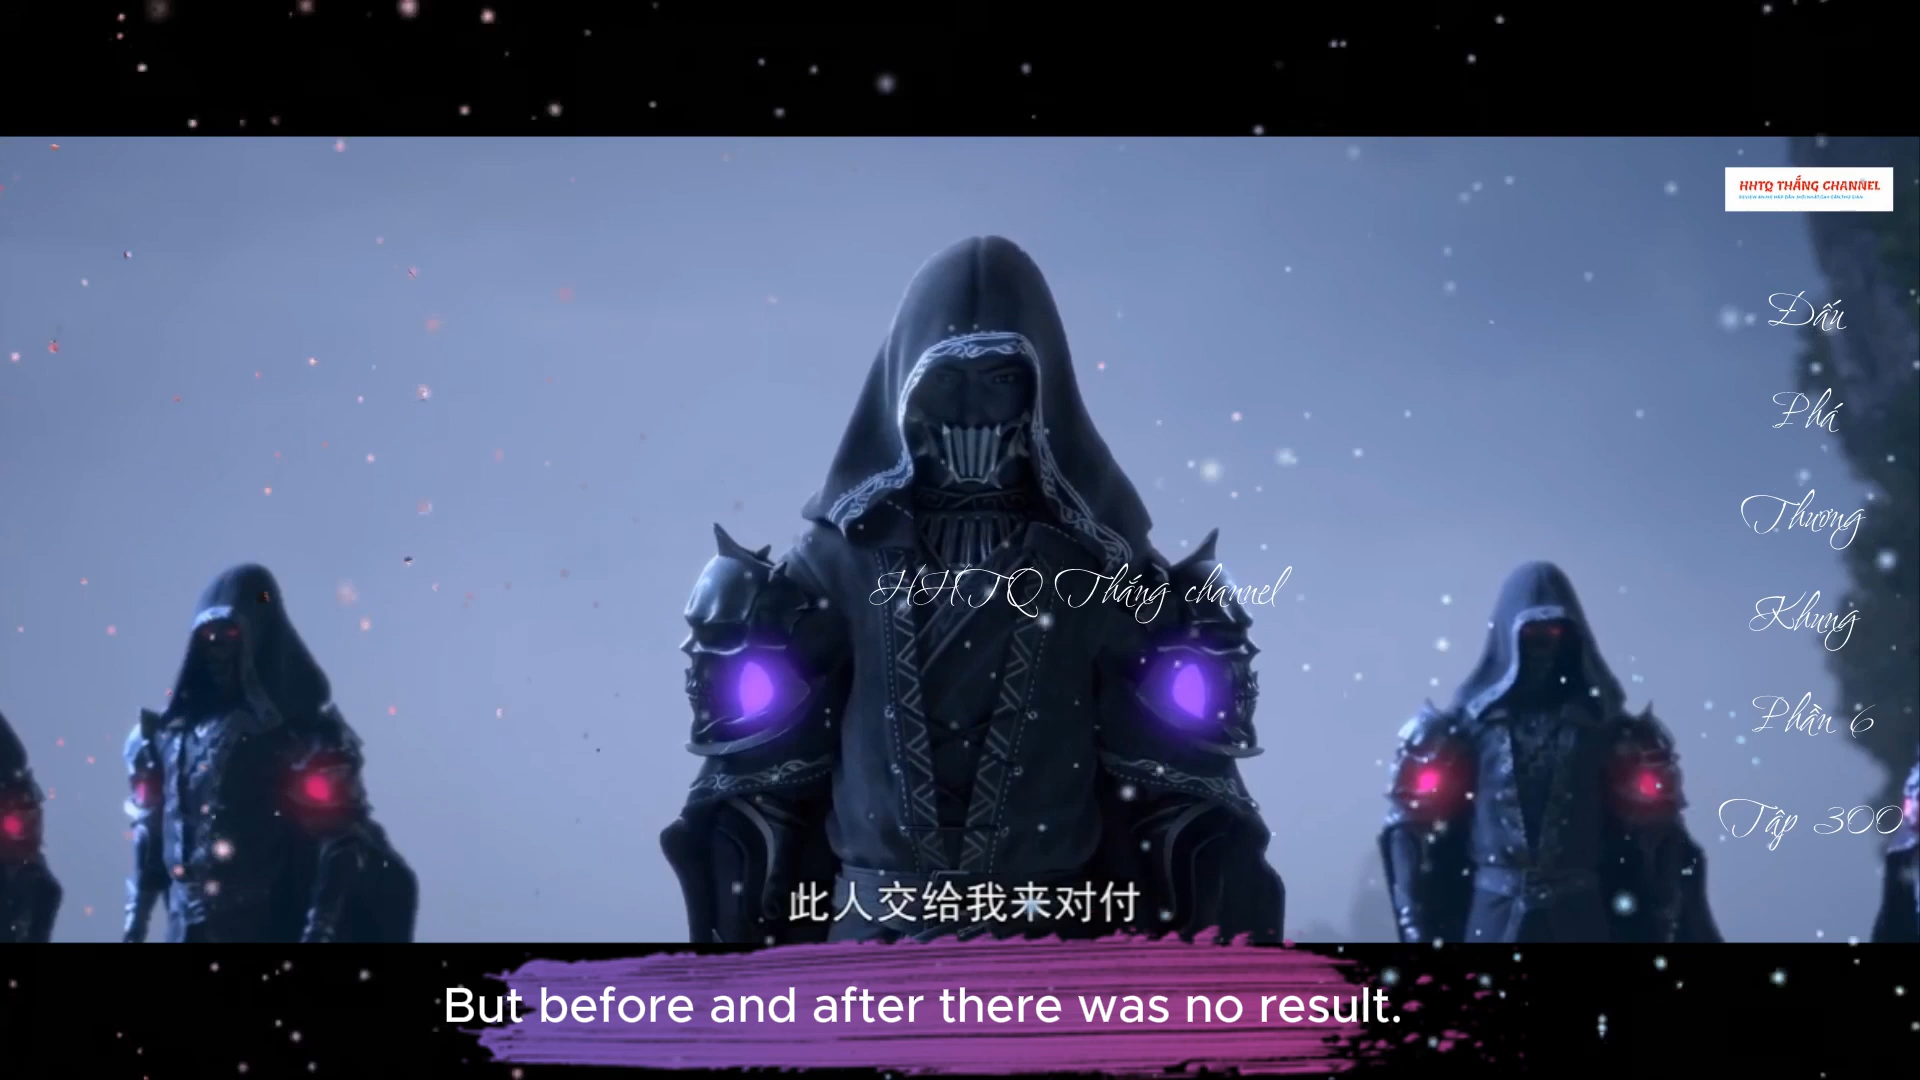 HHTQ THẮNG CHANNEL
Đấu
Phá
Thương
Khung
Phần 6
Tập 300
HHTQ Thắng channel
此人交给我来对付
But before and after there was no result.